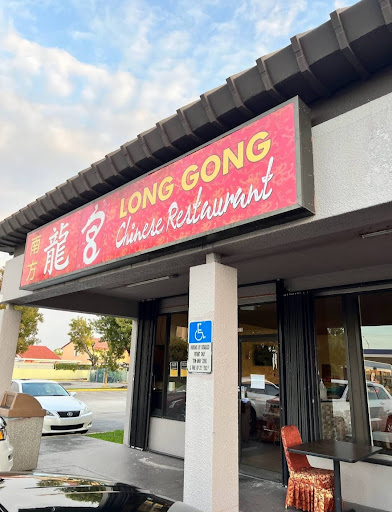 南方
龍宮
LONG GONG
Chinese Restaurant